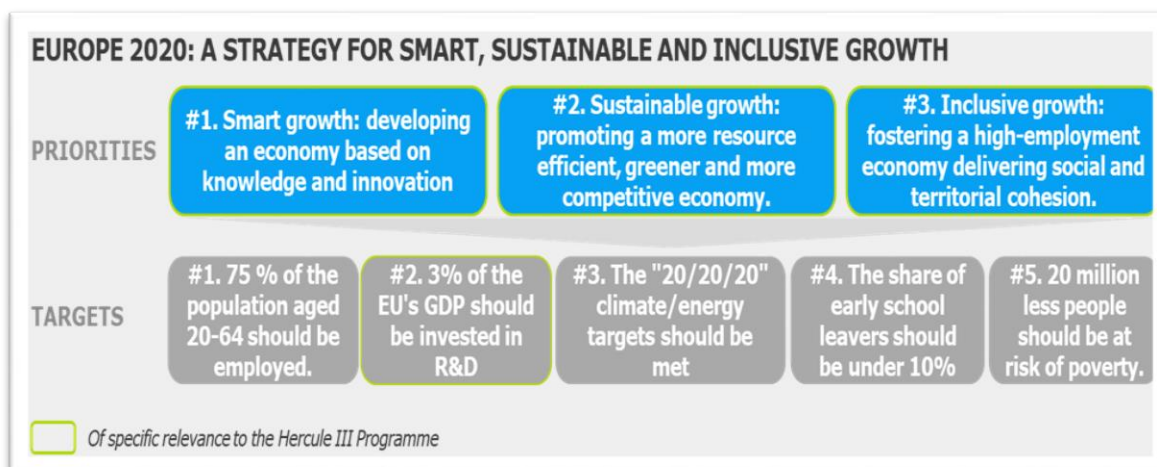 EUROPE 2020: A STRATEGY FOR SMART, SUSTAINABLE AND INCLUSIVE GROWTH
PRIORITIES
#1. Smart growth: developing
an economy based on
knowledge and innovation
#2. Sustainable growth:
promoting a more resource
efficient, greener and more
competitive economy.
#3. Inclusive growth:
fostering a high-employment
economy delivering social and
territorial cohesion.
TARGETS
#1. 75 % of the
population aged
20-64 should be
employed.
#2. 3% of the
EU's GDP should
be invested in
R&D
#3. The "20/20/20"
climate/energy
targets should be
met
#4. The share of
early school
leavers should
be under 10%
#5. 20 million
less people
should be at
risk of poverty.
Of specific relevance to the Hercule III Programme